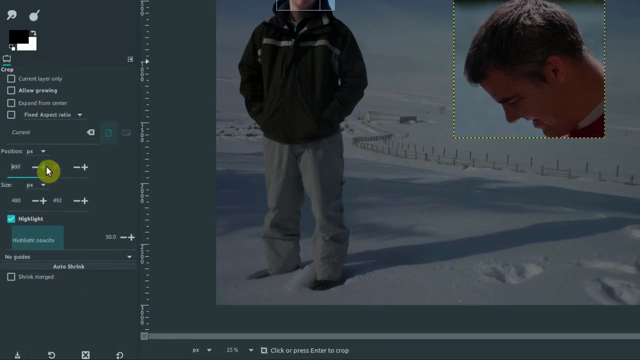 Crop
Current layer only
Allow growing
Expand from center
Fixed Aspect ratio
Current
Position: px
Size: px
480 492
Highlight
Highlight opacity 50.0
No guides
Auto Shrink
Shrink merged
px 25 % Click or press Enter to crop